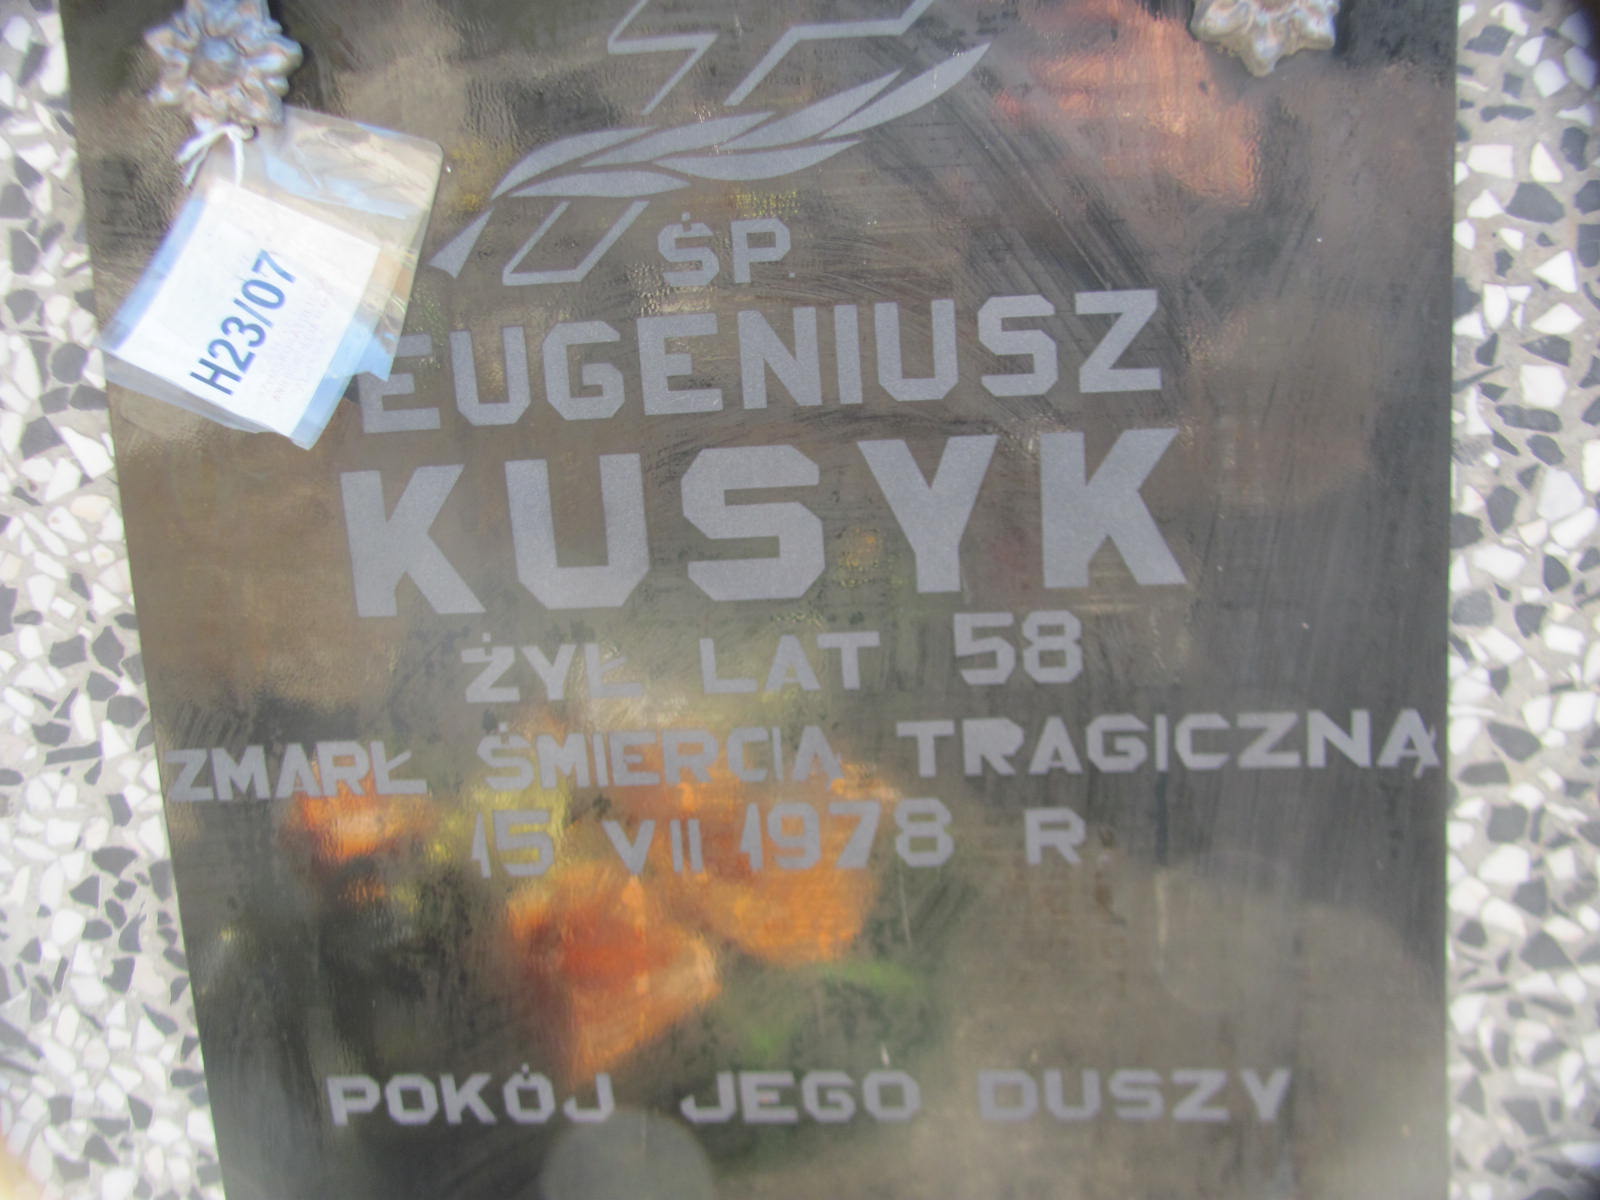 ŚP.
EUGENIUSZ
KUSYK
ŻYŁ LAT 58
ZMARŁ ŚMIERCIĄ TRAGICZNĄ
15 VII 1978 R.
POKÓJ JEGO DUSZY
H23/07